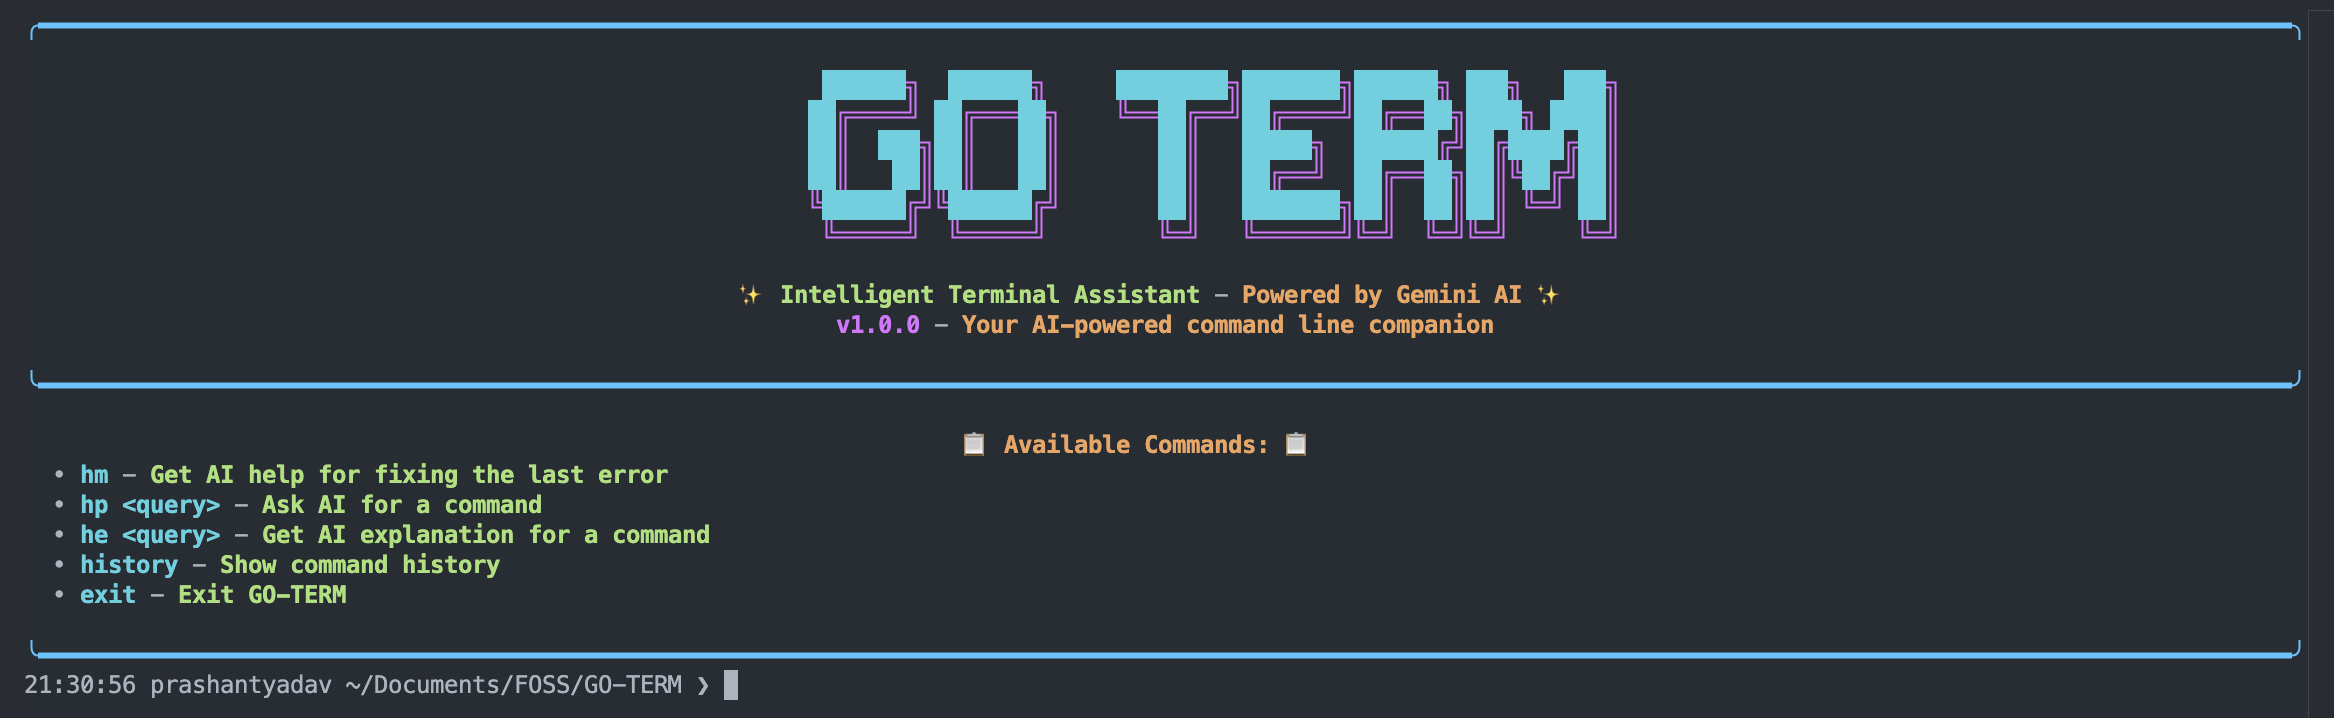 GO TERM
✨ Intelligent Terminal Assistant – Powered by Gemini AI ✨
v1.0.0 – Your AI-powered command line companion
📋 Available Commands: 📋
• hm – Get AI help for fixing the last error
• hp <query> – Ask AI for a command
• he <query> – Get AI explanation for a command
• history – Show command history
• exit – Exit GO-TERM
21:30:56 prashantyadav ~/Documents/FOSS/GO-TERM ❯